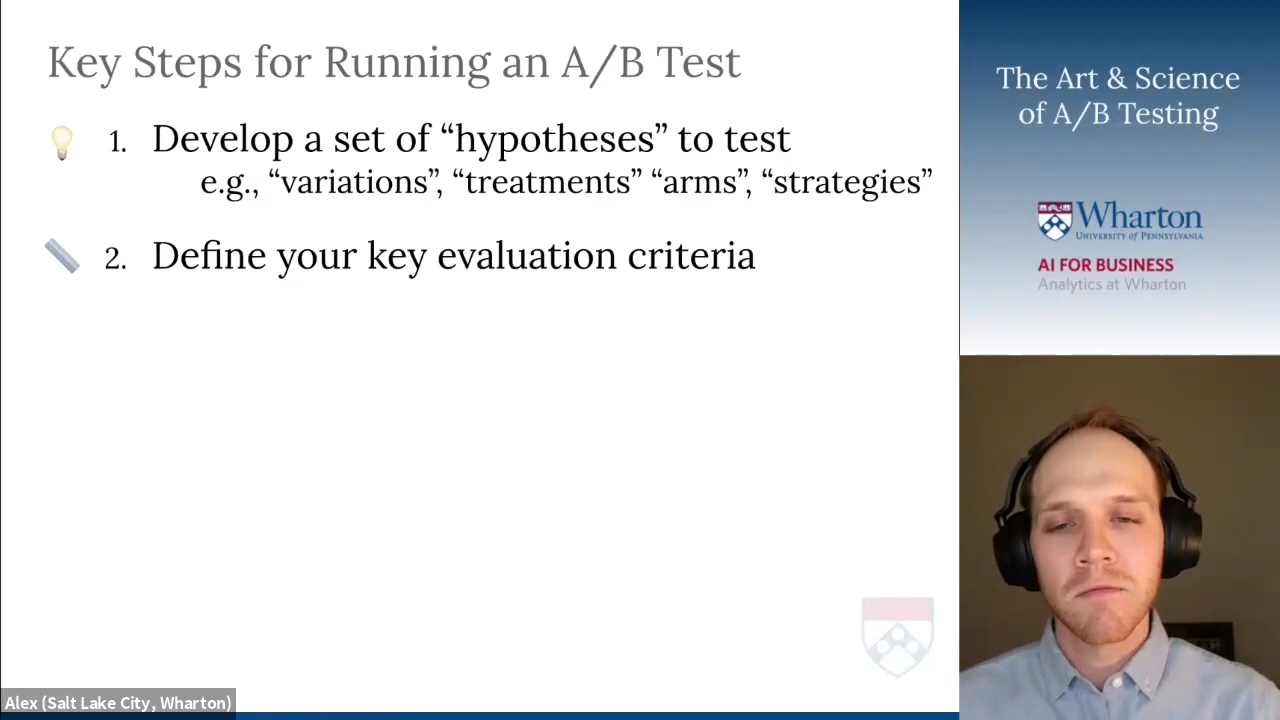 Key Steps for Running an A/B Test
1. Develop a set of “hypotheses” to test
e.g., “variations”, “treatments” “arms”, “strategies”
2. Define your key evaluation criteria
The Art & Science
of A/B Testing
Wharton
UNIVERSITY of PENNSYLVANIA
AI FOR BUSINESS
Analytics at Wharton
Alex (Salt Lake City, Wharton)